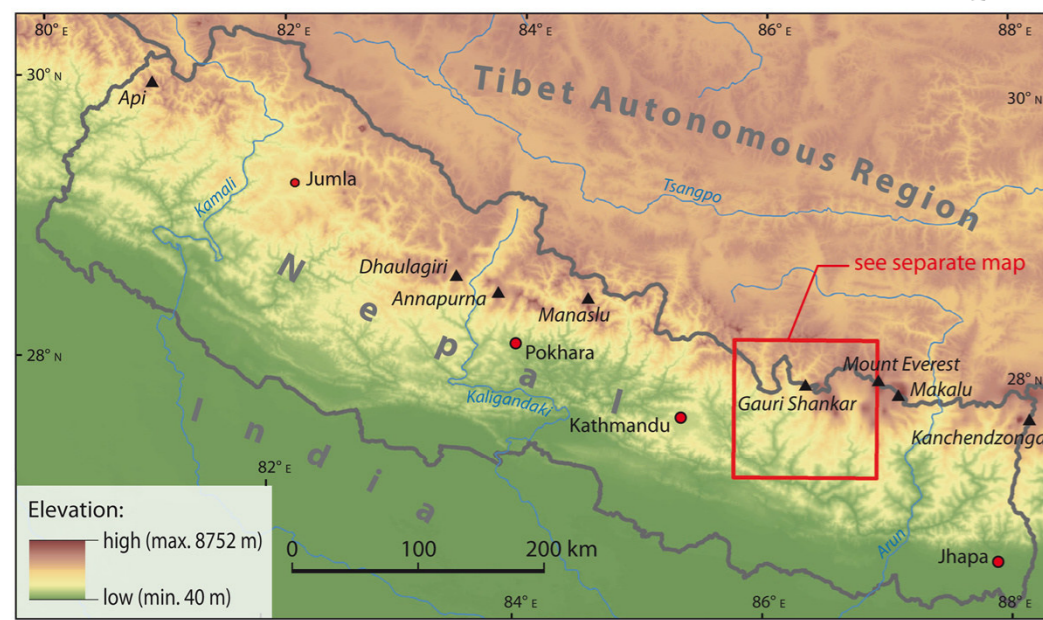 80° E
82° E
84° E
86° E
88° E
30° N
30° N
Api
Tibet Autonomous Region
Kamali
Jumla
Tsangpo
Nepal
Dhaulagiri
Annapurna
Manaslu
see separate map
28° N
Pokhara
Mount Everest
28° N
Gauri Shankar
Makalu
Kaligandaki
Kathmandu
Kanchendzonga
India
82° E
Elevation:
high (max. 8752 m)
low (min. 40 m)
0 100 200 km
Arun
Jhapa
84° E
86° E
88° E